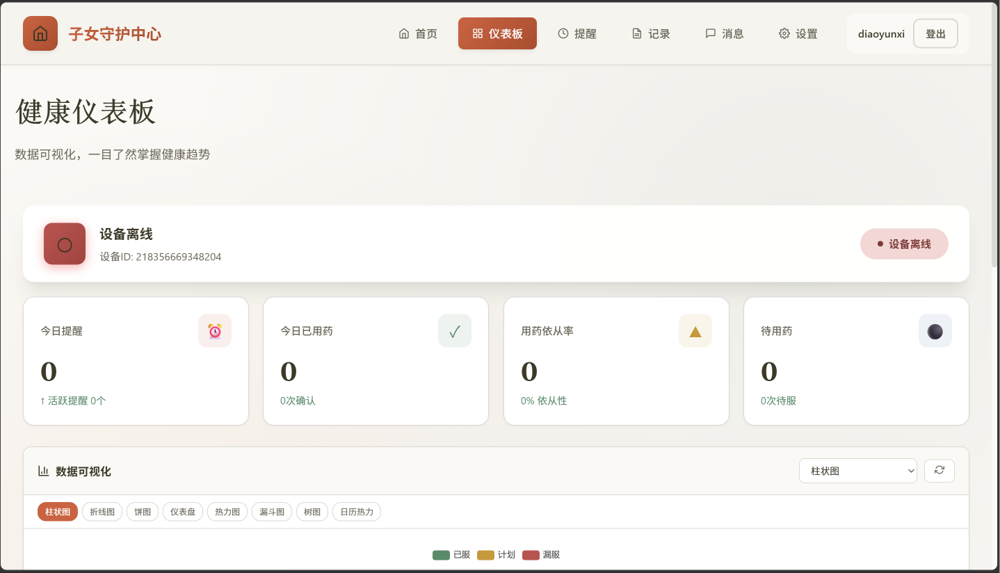 子女守护中心
首页
仪表板
提醒
记录
消息
设置
diaoyunxi
登出
健康仪表板
数据可视化，一目了然掌握健康趋势
设备离线
设备ID: 218356669348204
设备离线
今日提醒
0
↑ 活跃提醒 0个
今日已用药
0
0次确认
用药依从率
0
0% 依从性
待用药
0
0次待服
数据可视化
柱状图
柱状图
折线图
饼图
仪表盘
热力图
漏斗图
树图
日历热力
已服
计划
漏服